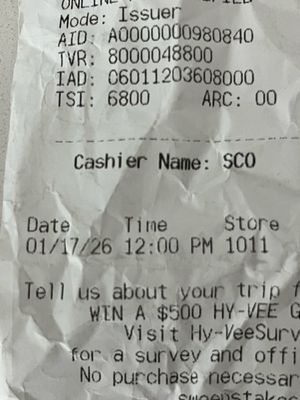 Mode: Issuer
AID: A0000000980840
TVR: 8000048800
IAD: 06011203608000
TSI: 6800 ARC: 00
Cashier Name: SCO
Date Time Store
01/17/26 12:00 PM 1011
Tell us about your trip f
WIN A $500 HY-VEE G
Visit Hy-VeeSurv
for a survey and offi
No purchase necessar
sweepstakes